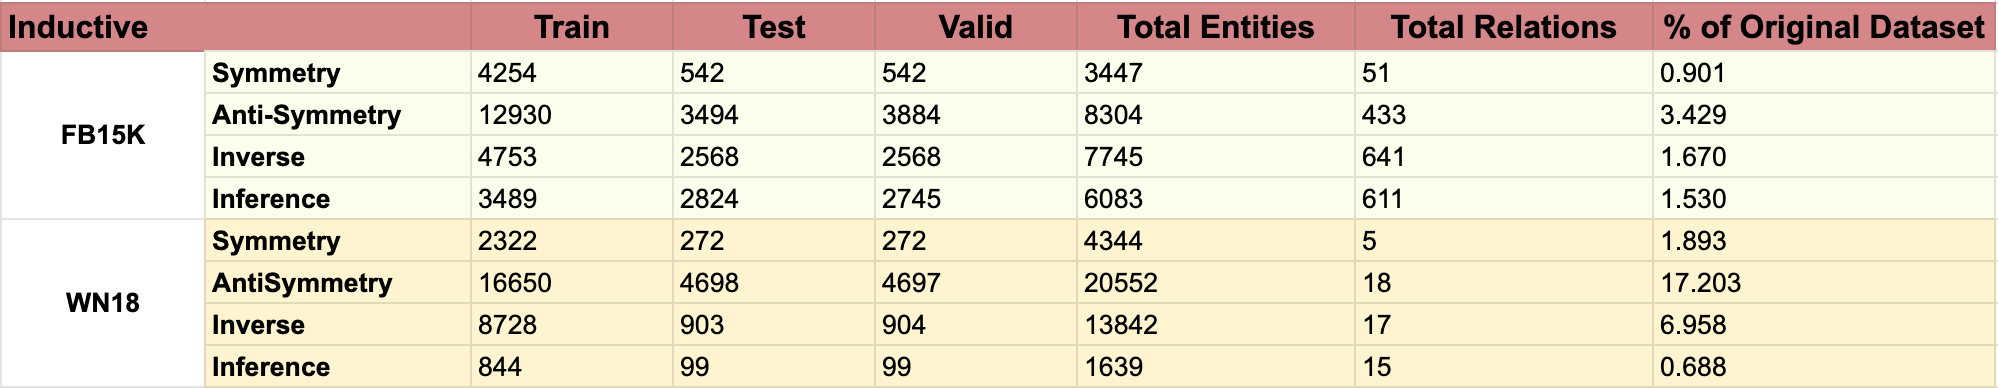 Inductive Train Test Valid Total Entities Total Relations % of Original Dataset
FB15K
Symmetry 4254 542 542 3447 51 0.901
Anti-Symmetry 12930 3494 3884 8304 433 3.429
Inverse 4753 2568 2568 7745 641 1.670
Inference 3489 2824 2745 6083 611 1.530
WN18
Symmetry 2322 272 272 4344 5 1.893
AntiSymmetry 16650 4698 4697 20552 18 17.203
Inverse 8728 903 904 13842 17 6.958
Inference 844 99 99 1639 15 0.688